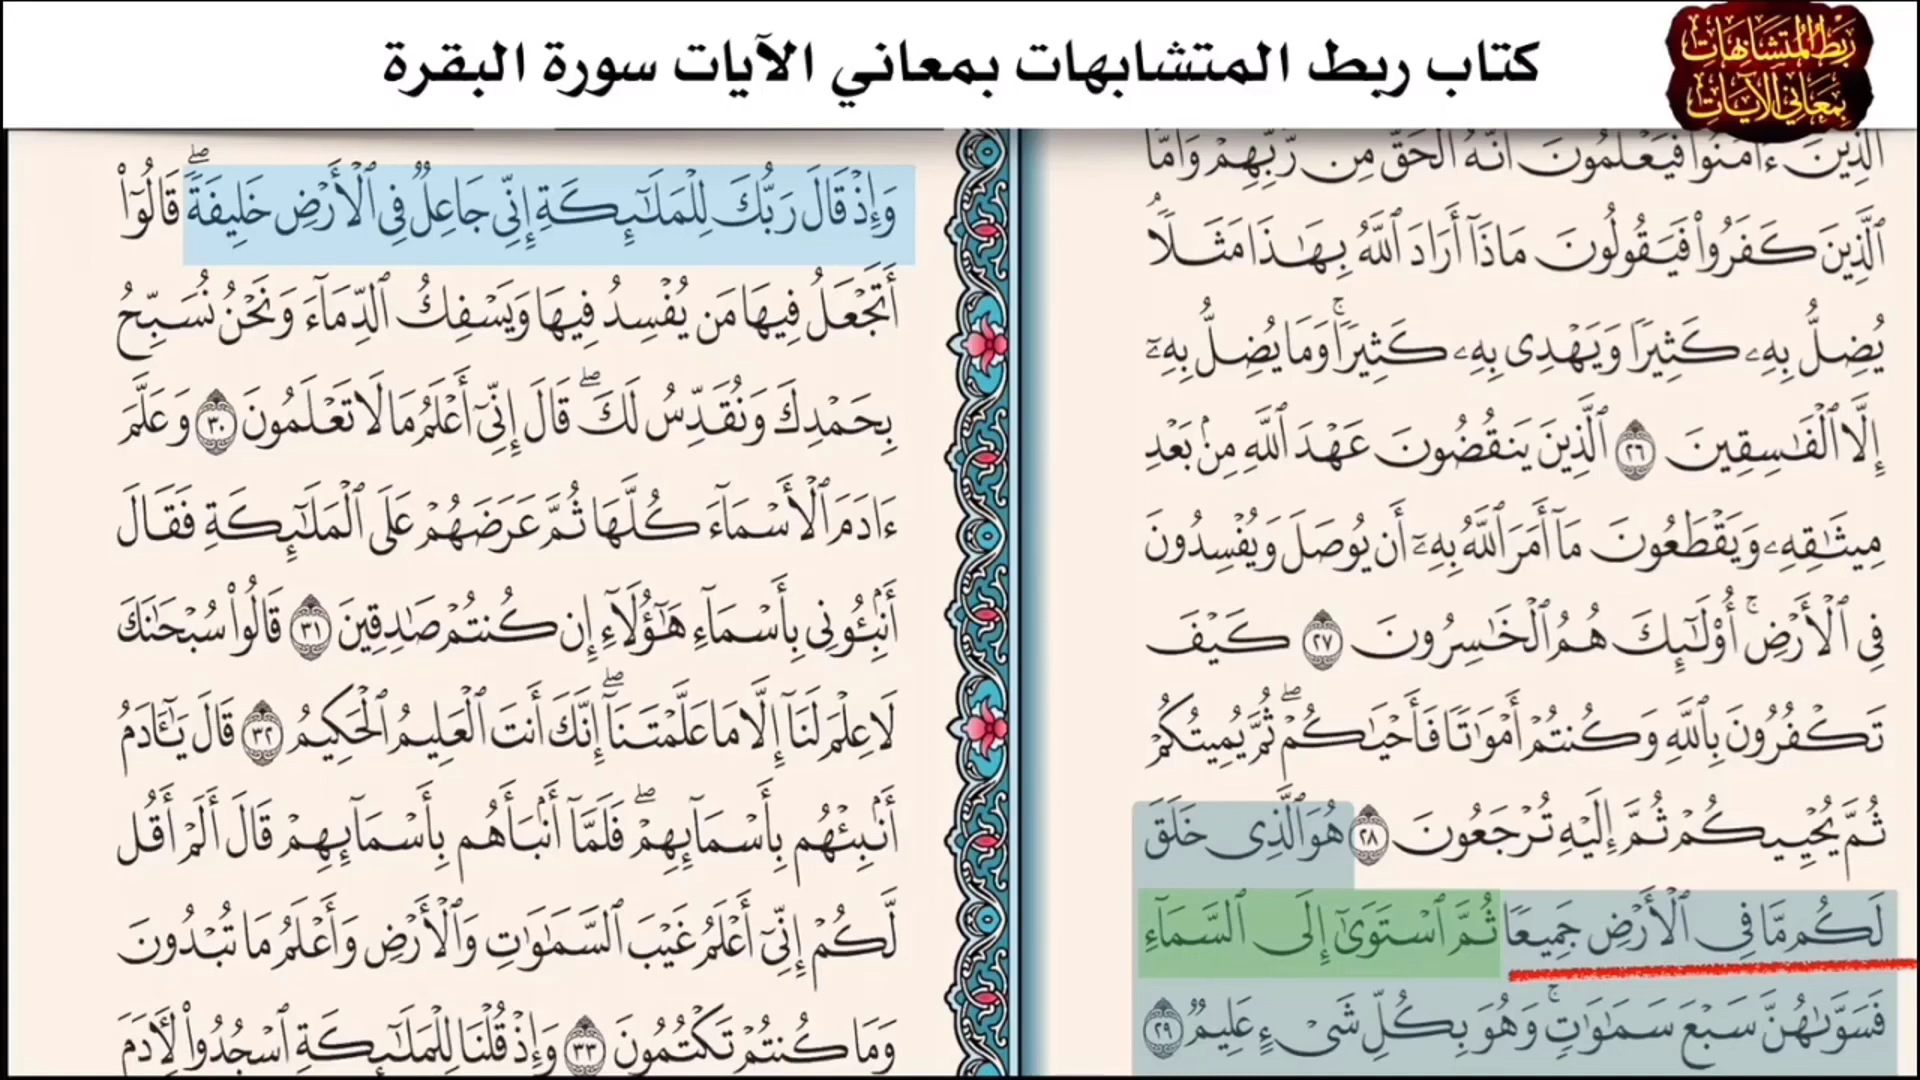 كتاب ربط المتشابهات بمعاني الآيات سورة البقرة
ربط المتشابهات
بمعاني الآيات
ٱلَّذِينَ ءَامَنُوا۟ فَيَعْلَمُونَ أَنَّهُ ٱلْحَقُّ مِن رَّبِّهِمْ وَأَمَّا
ٱلَّذِينَ كَفَرُوا۟ فَيَقُولُونَ مَاذَآ أَرَادَ ٱللَّهُ بِهَٰذَا مَثَلًا ۘ
يُضِلُّ بِهِۦ كَثِيرًا وَيَهْدِى بِهِۦ كَثِيرًا ۚ وَمَا يُضِلُّ بِهِۦٓ
إِلَّا ٱلْفَٰسِقِينَ ٢٦ ٱلَّذِينَ يَنقُضُونَ عَهْدَ ٱللَّهِ مِنۢ بَعْدِ
مِيثَٰقِهِۦ وَيَقْطَعُونَ مَآ أَمَرَ ٱللَّهُ بِهِۦٓ أَن يُوصَلَ وَيُفْسِدُونَ
فِى ٱلْأَرْضِ ۚ أُو۟لَٰٓئِكَ هُمُ ٱلْخَٰسِرُونَ ٢٧ كَيْفَ
تَكْفُرُونَ بِٱللَّهِ وَكُنتُمْ أَمْوَٰتًا فَأَحْيَٰكُمْ ۖ ثُمَّ يُمِيتُكُمْ
ثُمَّ يُحْيِيكُمْ ثُمَّ إِلَيْهِ تُرْجَعُونَ ٢٨ هُوَ ٱلَّذِى خَلَقَ
لَكُم مَّا فِى ٱلْأَرْضِ جَمِيعًا ثُمَّ ٱسْتَوَىٰٓ إِلَى ٱلسَّمَآءِ
فَسَوَّىٰهُنَّ سَبْعَ سَمَٰوَٰتٍ ۚ وَهُوَ بِكُلِّ شَىْءٍ عَلِيمٌ ٢٩
وَإِذْ قَالَ رَبُّكَ لِلْمَلَٰٓئِكَةِ إِنِّى جَاعِلٌ فِى ٱلْأَرْضِ خَلِيفَةً ۖ قَالُوٓا۟
أَتَجْعَلُ فِيهَا مَن يُفْسِدُ فِيهَا وَيَسْفِكُ ٱلدِّمَآءَ وَنَحْنُ نُسَبِّحُ
بِحَمْدِكَ وَنُقَدِّسُ لَكَ ۖ قَالَ إِنِّىٓ أَعْلَمُ مَا لَا تَعْلَمُونَ ٣٠ وَعَلَّمَ
ءَادَمَ ٱلْأَسْمَآءَ كُلَّهَا ثُمَّ عَرَضَهُمْ عَلَى ٱلْمَلَٰٓئِكَةِ فَقَالَ
أَنۢبِـُٔونِى بِأَسْمَآءِ هَٰٓؤُلَآءِ إِن كُنتُمْ صَٰدِقِينَ ٣١ قَالُوا۟ سُبْحَٰنَكَ
لَا عِلْمَ لَنَآ إِلَّا مَا عَلَّمْتَنَآ ۖ إِنَّكَ أَنتَ ٱلْعَلِيمُ ٱلْحَكِيمُ ٣٢ قَالَ يَٰٓـَٔادَمُ
أَنۢبِئْهُم بِأَسْمَآئِهِمْ ۖ فَلَمَّآ أَنۢبَأَهُم بِأَسْمَآئِهِمْ قَالَ أَلَمْ أَقُل
لَّكُمْ إِنِّىٓ أَعْلَمُ غَيْبَ ٱلسَّمَٰوَٰتِ وَٱلْأَرْضِ وَأَعْلَمُ مَا تُبْدُونَ
وَمَا كُنتُمْ تَكْتُمُونَ ٣٣ وَإِذْ قُلْنَا لِلْمَلَٰٓئِكَةِ ٱسْجُدُوا۟ لِءَادَمَ